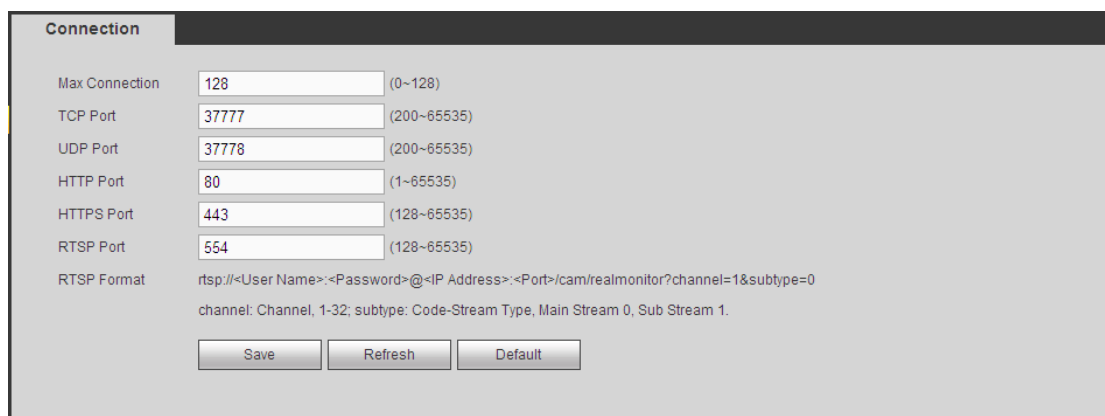 Connection
Max Connection 128 (0~128)
TCP Port 37777 (200~65535)
UDP Port 37778 (200~65535)
HTTP Port 80 (1~65535)
HTTPS Port 443 (128~65535)
RTSP Port 554 (128~65535)
RTSP Format rtsp://<User Name>:<Password>@<IP Address>:<Port>/cam/realmonitor?channel=1&subtype=0
channel: Channel, 1-32; subtype: Code-Stream Type, Main Stream 0, Sub Stream 1.
Save Refresh Default